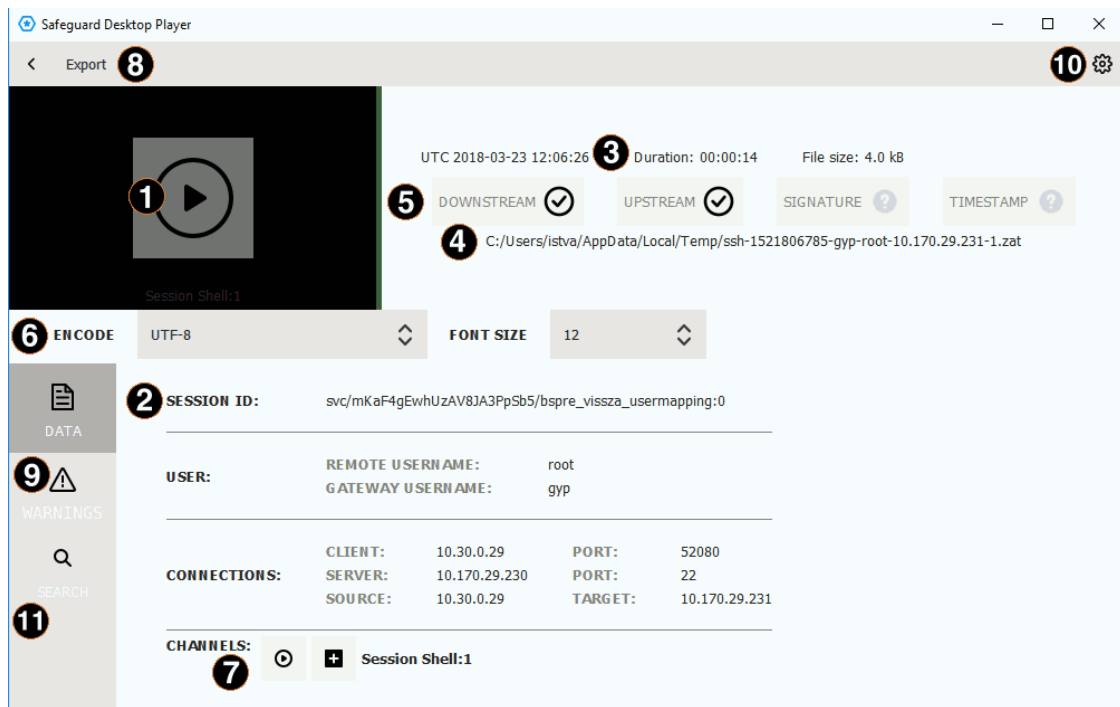 Safeguard Desktop Player
Export 8 10
1
Session Shell:1
UTC 2018-03-23 12:06:26 3 Duration: 00:00:14 File size: 4.0 kB
5 DOWNSTREAM UPSTREAM SIGNATURE ? TIMESTAMP ?
4 C:/Users/istva/AppData/Local/Temp/ssh-1521806785-gyp-root-10.170.29.231-1.zat
6 ENCODE UTF-8 FONT SIZE 12
DATA
9
WARNINGS
SEARCH
11
2 SESSION ID: svc/mKaF4gEwhUzAV8JA3PpSb5/bspre_vissza_usermapping:0
USER: REMOTE USERNAME: root
GATEWAY USERNAME: gyp
CONNECTIONS: CLIENT: 10.30.0.29 PORT: 52080
SERVER: 10.170.29.230 PORT: 22
SOURCE: 10.30.0.29 TARGET: 10.170.29.231
CHANNELS: 7 Session Shell:1